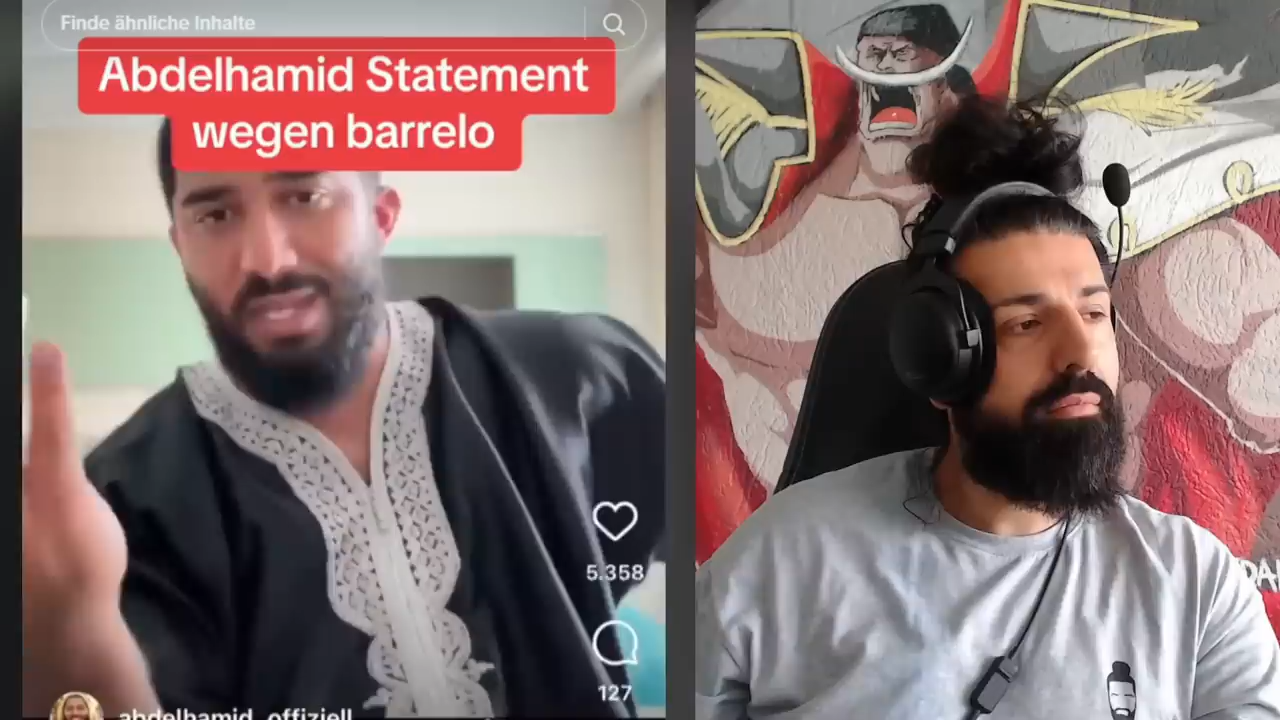 Finde ähnliche Inhalte
Abdelhamid Statement
wegen barrelo
5.358
127
abdelhamid_offiziell